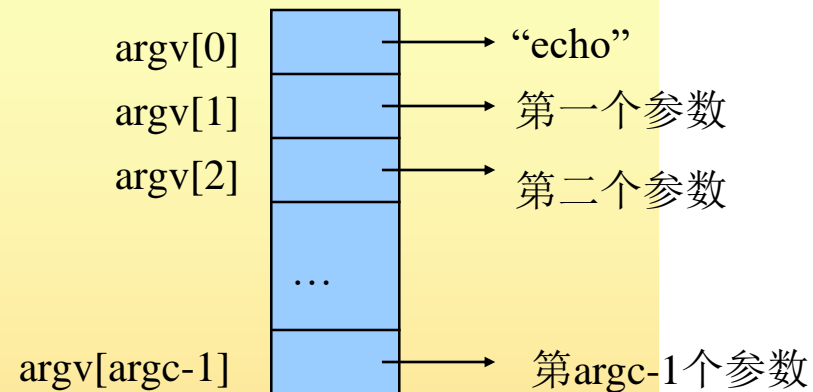 argv[0] “echo”
argv[1] 第一个参数
argv[2] 第二个参数
…
argv[argc-1] 第argc-1个参数